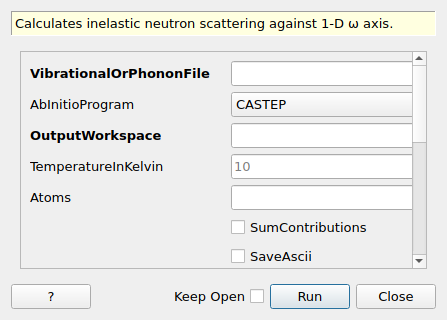 Calculates inelastic neutron scattering against 1-D ω axis.
VibrationalOrPhononFile
AbInitioProgram CASTEP
OutputWorkspace
TemperatureInKelvin 10
Atoms
SumContributions
SaveAscii
? Keep Open Run Close